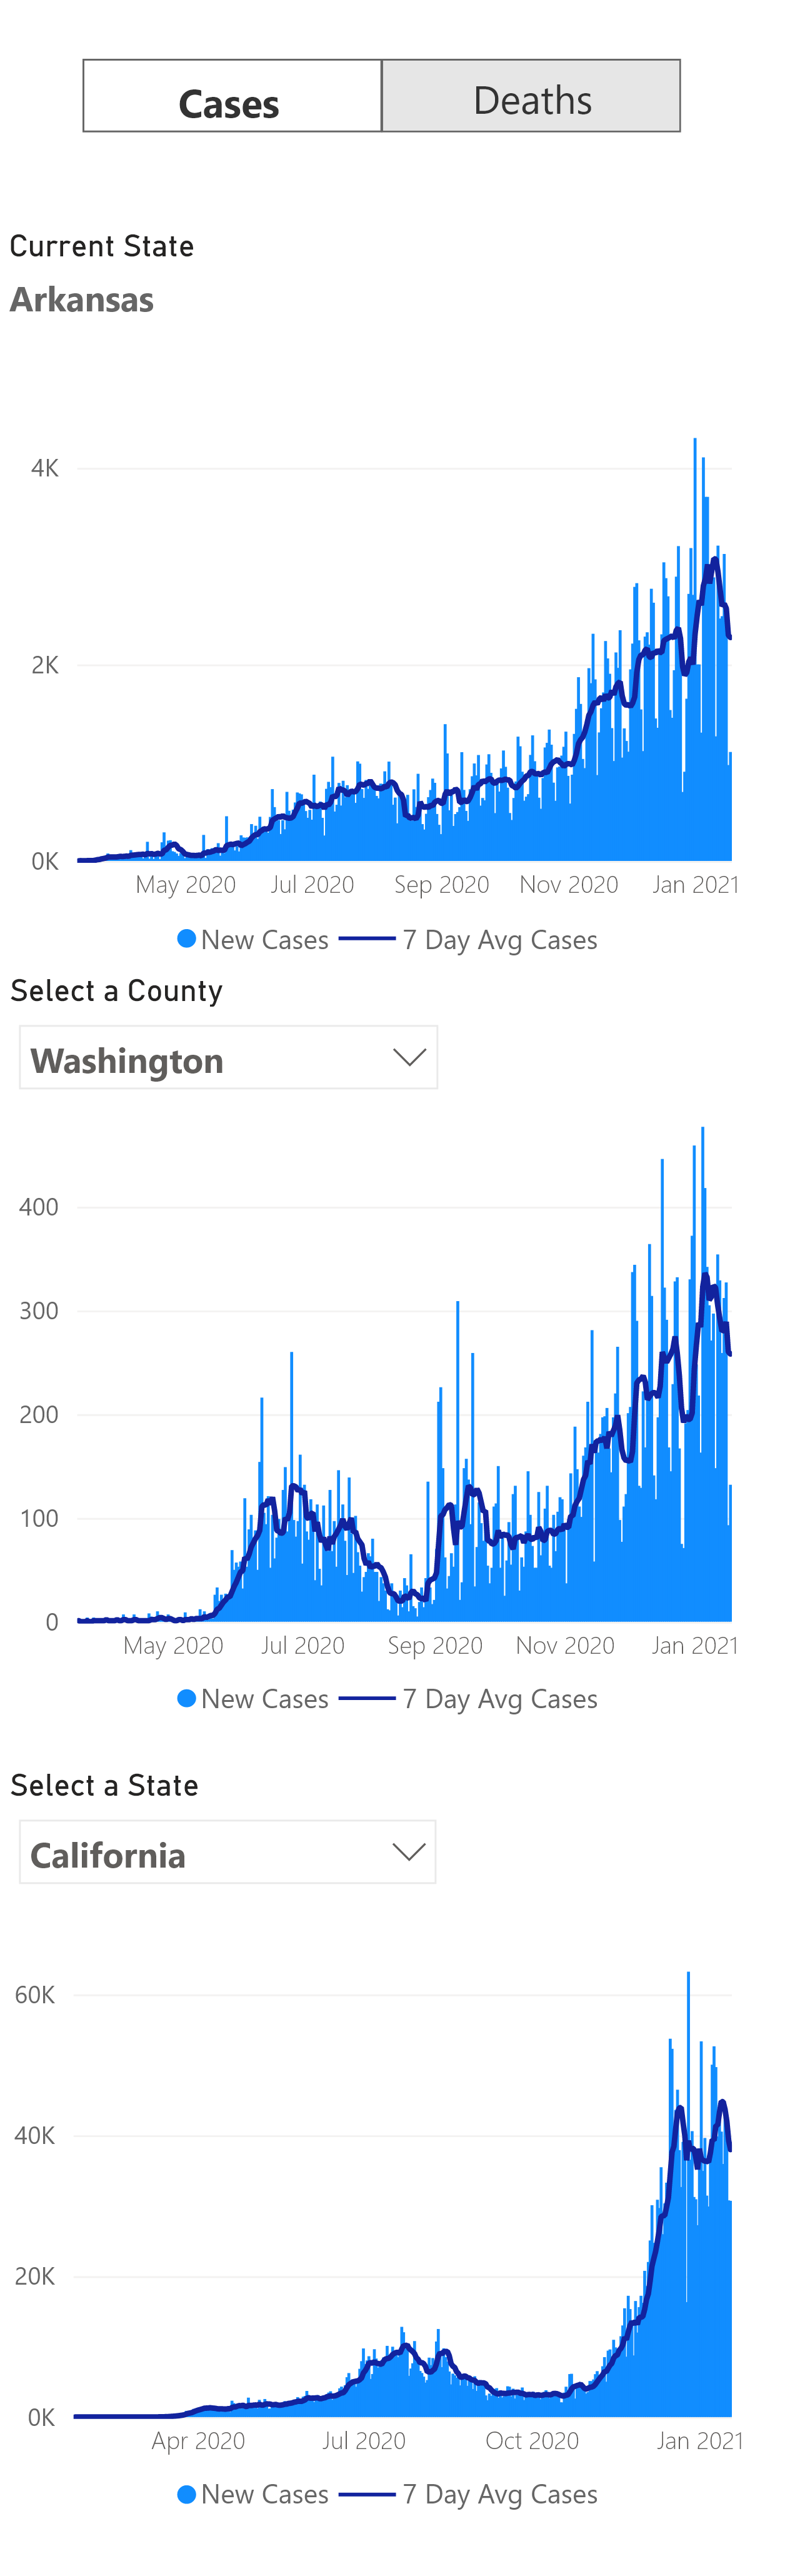 Cases Deaths
Current State
Arkansas
4K
2K
0K
May 2020 Jul 2020 Sep 2020 Nov 2020 Jan 2021
New Cases 7 Day Avg Cases
Select a County
Washington
400
300
200
100
0
May 2020 Jul 2020 Sep 2020 Nov 2020 Jan 2021
New Cases 7 Day Avg Cases
Select a State
California
60K
40K
20K
0K
Apr 2020 Jul 2020 Oct 2020 Jan 2021
New Cases 7 Day Avg Cases